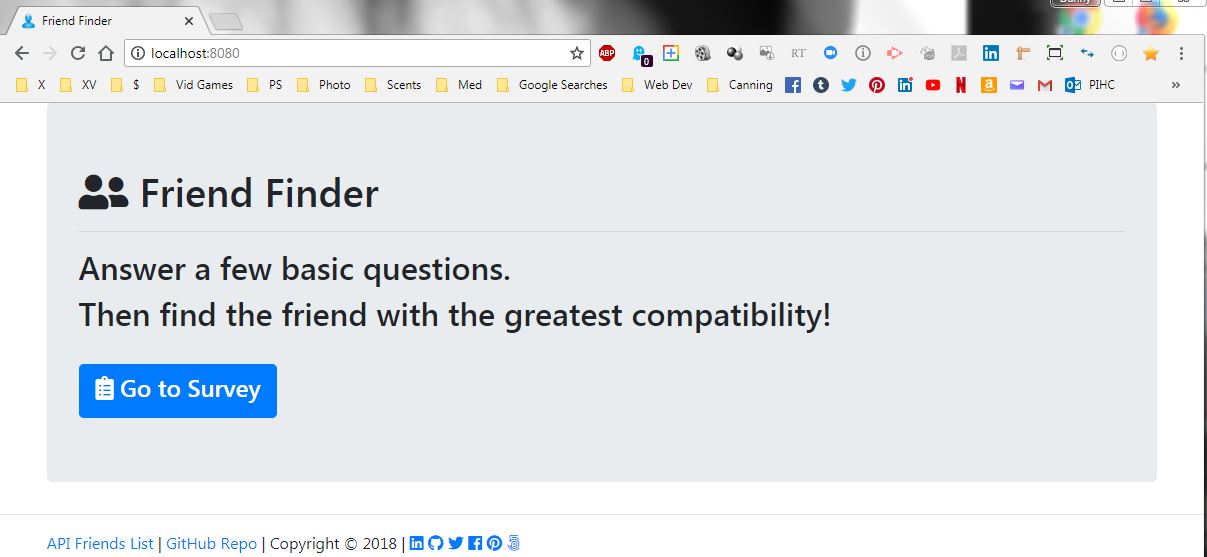 Danny
Friend Finder
localhost:8080
ABP
0
RT
X XV $ Vid Games PS Photo Scents Med Google Searches Web Dev Canning PIHC »
Friend Finder
Answer a few basic questions.
Then find the friend with the greatest compatibility!
Go to Survey
API Friends List | GitHub Repo | Copyright © 2018 |